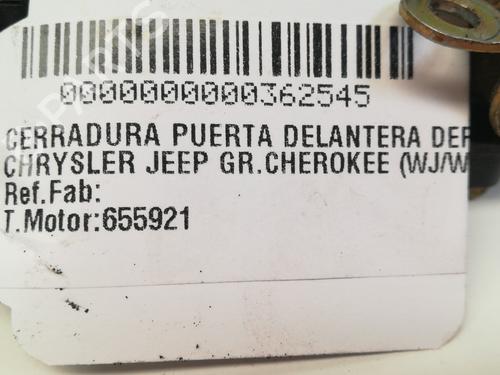 0000000000362545
CERRADURA PUERTA DELANTERA DER
CHRYSLER JEEP GR.CHEROKEE (WJ/W
Ref.Fab:
T.Motor:655921